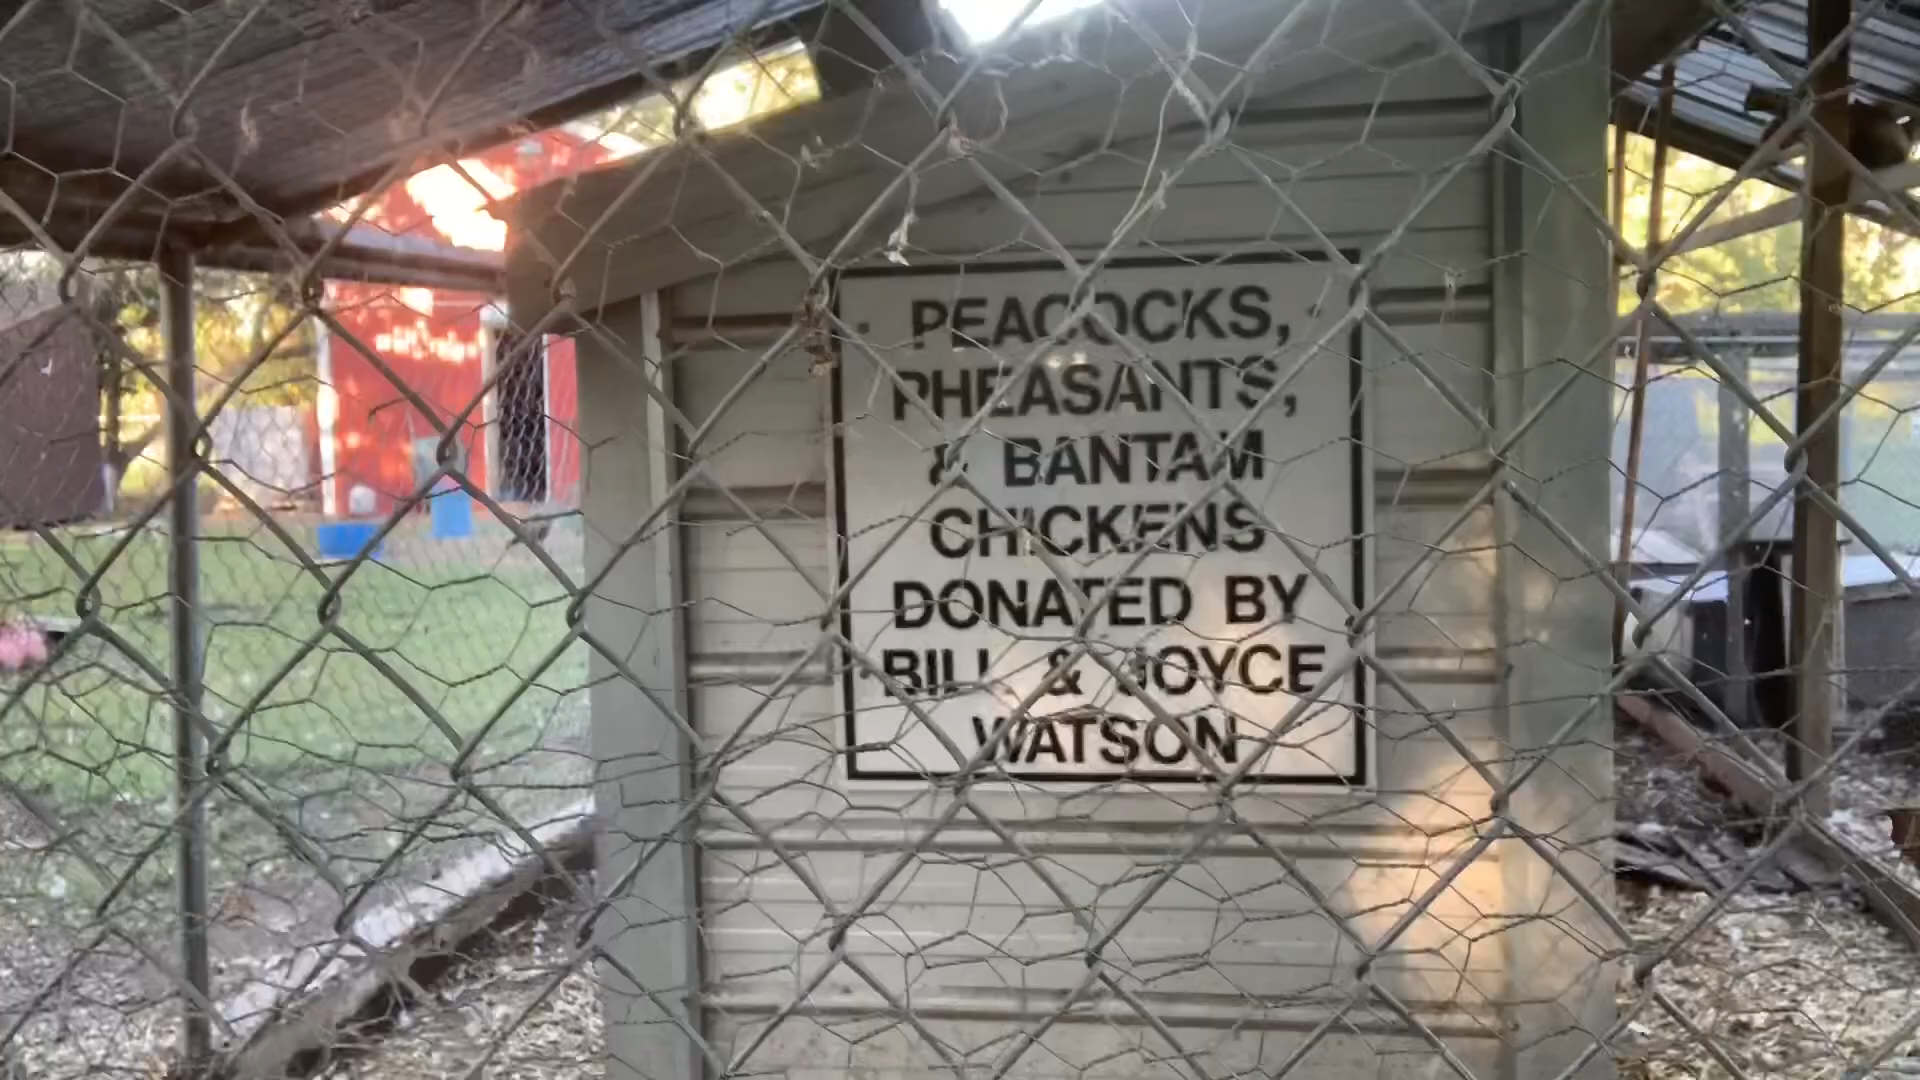 PEACOCKS,
PHEASANTS,
& BANTAM
CHICKENS
DONATED BY
BILL & JOYCE
WATSON